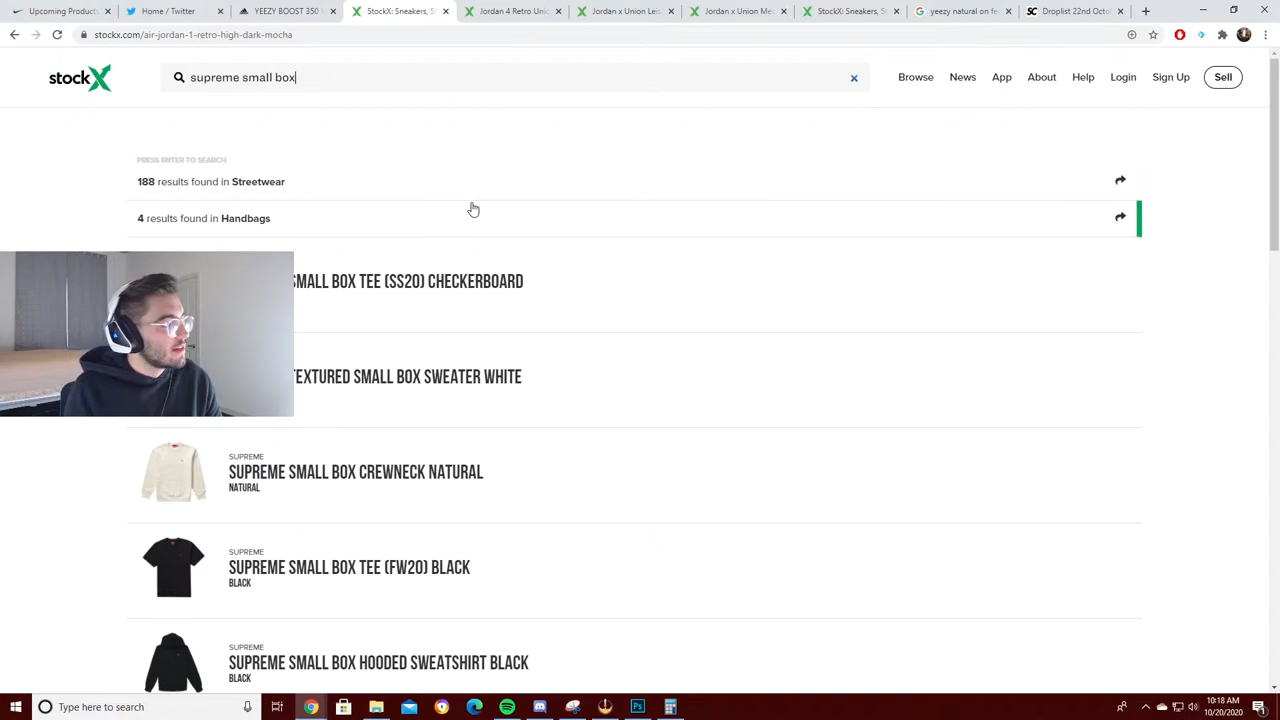 Upcoming Product
YEEZY BOOST 350
StockX: Sneakers, S
Jordan 4 Retro Unio
Jordan x Union Les
Jordan x Union Mec
StockX: Sneakers, St
yeezy natural on fe
Droplist 22nd Octo
stockx.com/air-jordan-1-retro-high-dark-mocha
stockX
supreme small box
Browse
News
App
About
Help
Login
Sign Up
Sell
PRESS ENTER TO SEARCH
188 results found in Streetwear
4 results found in Handbags
SMALL BOX TEE (SS20) CHECKERBOARD
TEXTURED SMALL BOX SWEATER WHITE
SUPREME
SUPREME SMALL BOX CREWNECK NATURAL
NATURAL
SUPREME
SUPREME SMALL BOX TEE (FW20) BLACK
BLACK
SUPREME
SUPREME SMALL BOX HOODED SWEATSHIRT BLACK
BLACK
Type here to search
10:18 AM
10/20/2020